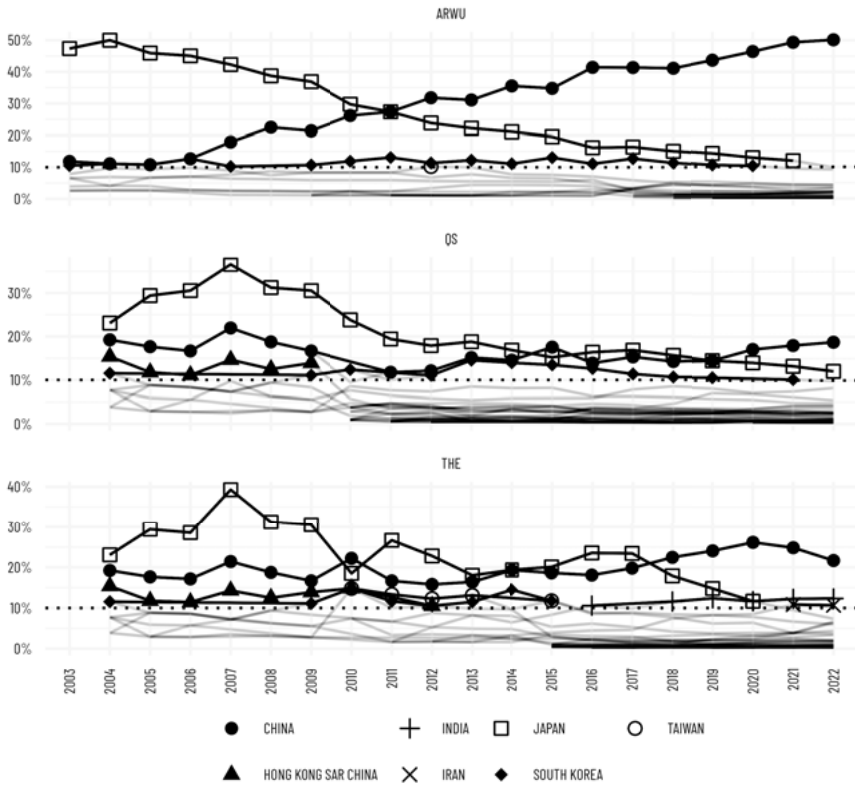 ARWU
50%
40%
30%
20%
10%
0%
QS
30%
20%
10%
0%
THE
40%
30%
20%
10%
0%
2003 2004 2005 2006 2007 2008 2009 2010 2011 2012 2013 2014 2015 2016 2017 2018 2019 2020 2021 2022
CHINA INDIA JAPAN TAIWAN
HONG KONG SAR CHINA IRAN SOUTH KOREA